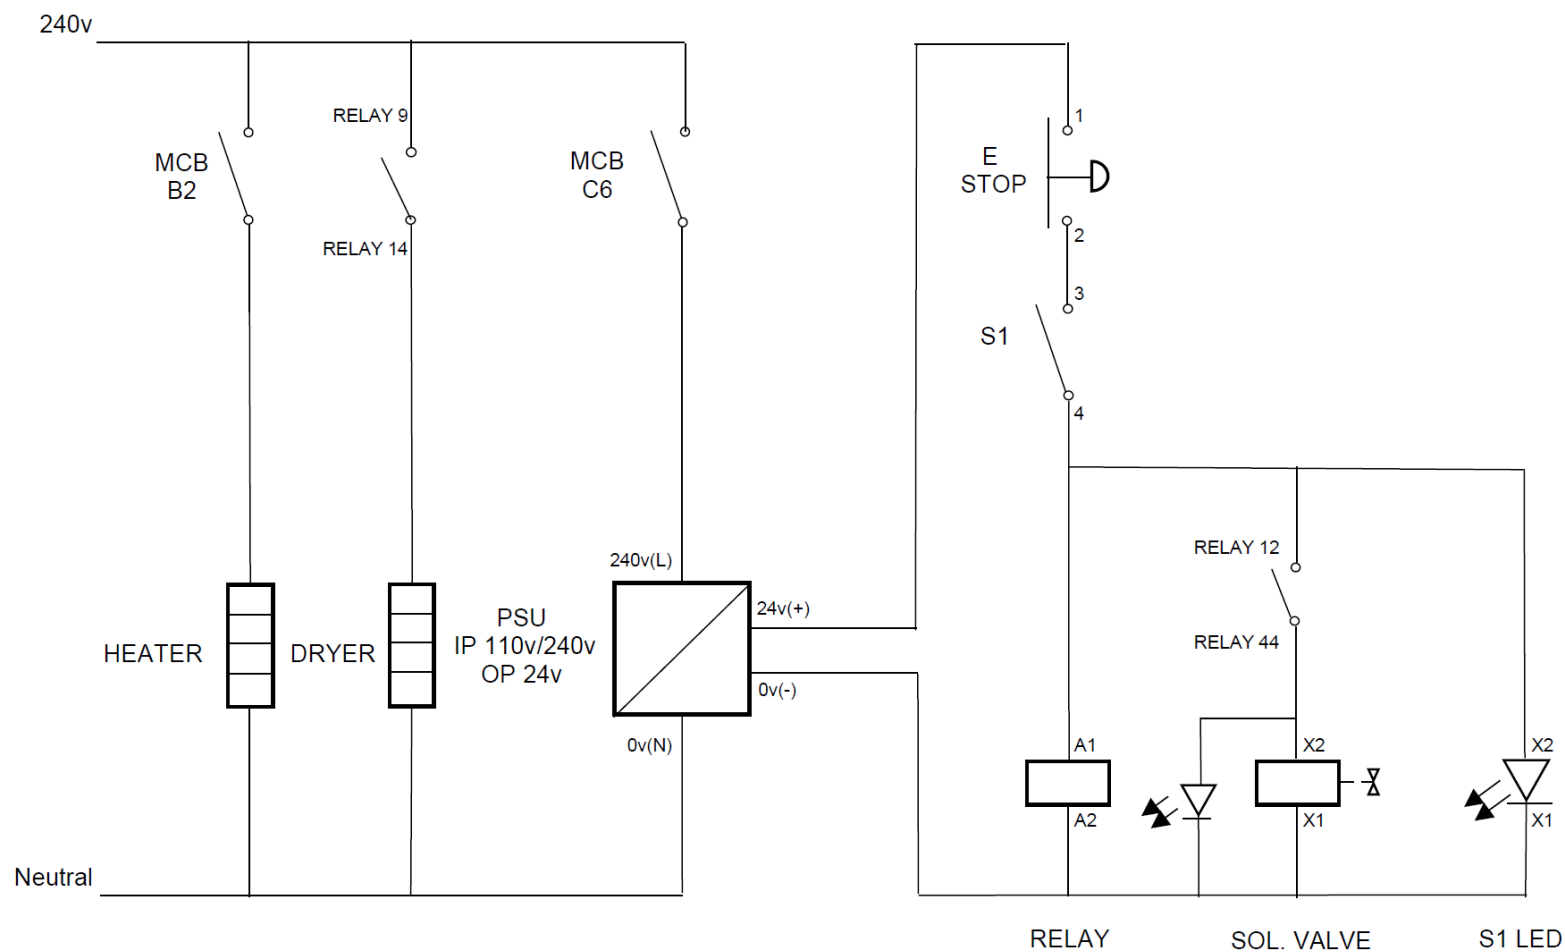 240v
RELAY 9
MCB
B2
RELAY 14
MCB
C6
1
E
STOP
2
3
S1
4
RELAY 12
RELAY 44
240v(L)
24v(+)
PSU
IP 110v/240v
OP 24v
HEATER
DRYER
0v(-)
0v(N)
A1
X2
X2
A2
X1
X1
Neutral
RELAY
SOL. VALVE
S1 LED